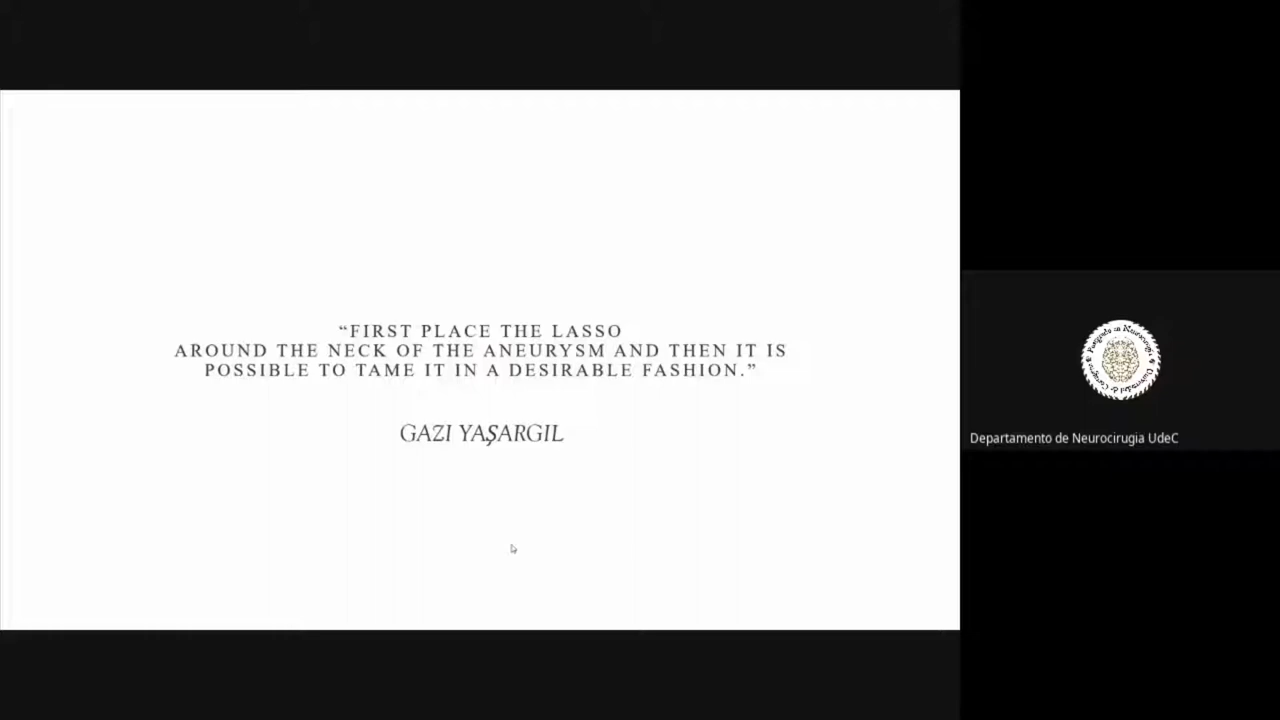 “FIRST PLACE THE LASSO
AROUND THE NECK OF THE ANEURYSM AND THEN IT IS
POSSIBLE TO TAME IT IN A DESIRABLE FASHION.”
GAZI YAŞARGIL
Departamento de Neurocirugia UdeC